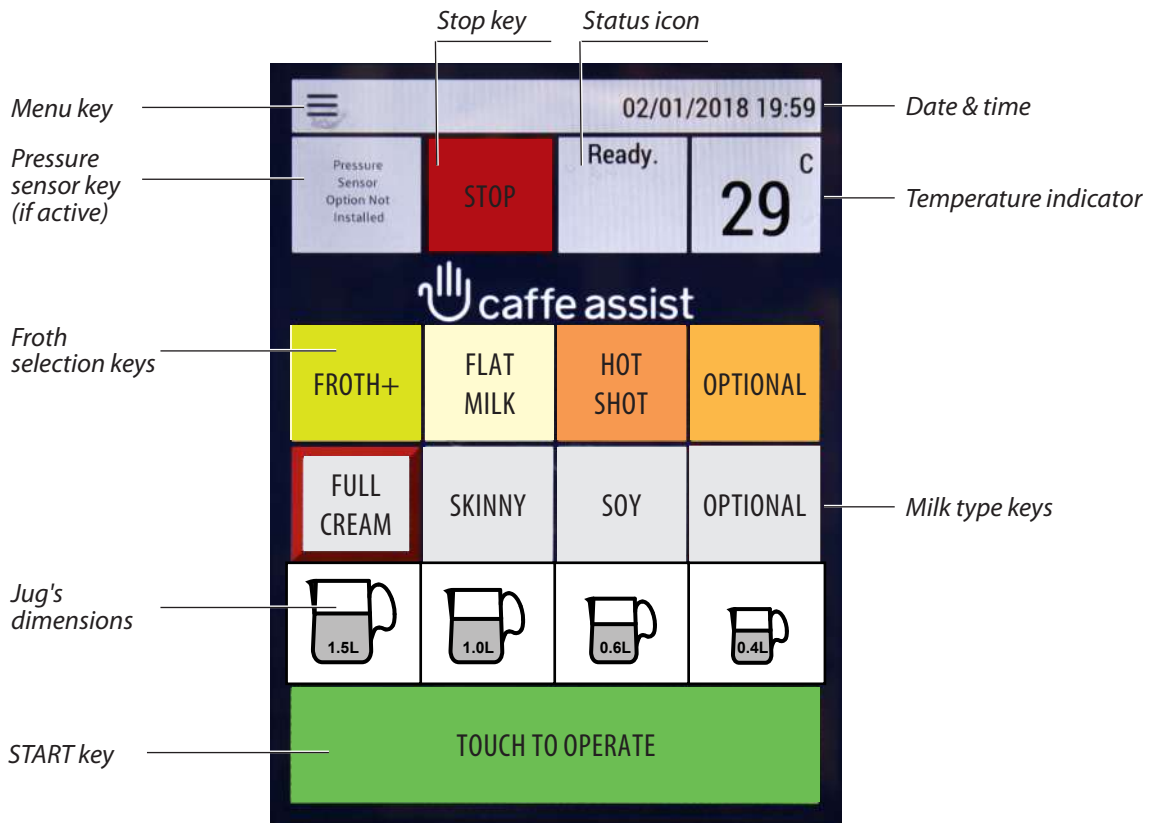 Stop key
Status icon
Menu key
02/01/2018 19:59
Date & time
Pressure
sensor key
(if active)
Pressure
Sensor
Option Not
Installed
STOP
Ready.
C
29
Temperature indicator
caffe assist
Froth
selection keys
FROTH+
FLAT
MILK
HOT
SHOT
OPTIONAL
FULL
CREAM
SKINNY
SOY
OPTIONAL
Milk type keys
Jug's
dimensions
1.5L
1.0L
0.6L
0.4L
START key
TOUCH TO OPERATE